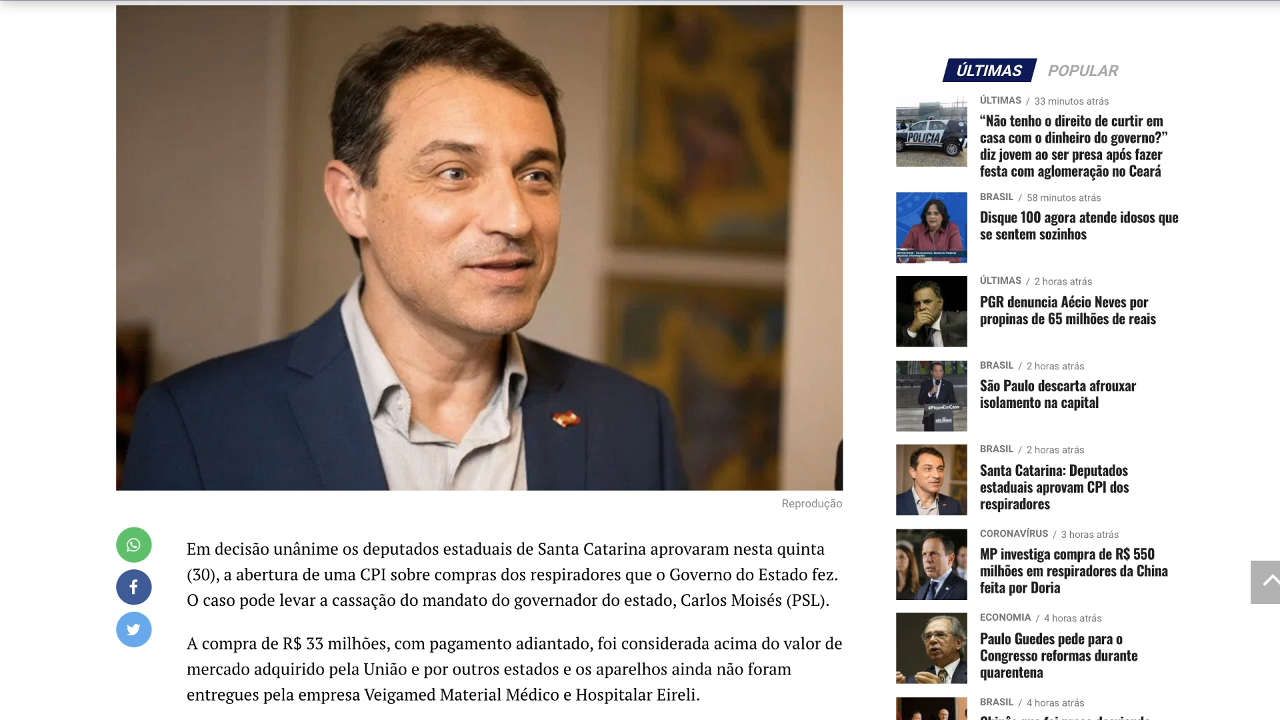 Reprodução
Em decisão unânime os deputados estaduais de Santa Catarina aprovaram nesta quinta
(30), a abertura de uma CPI sobre compras dos respiradores que o Governo do Estado fez.
O caso pode levar a cassação do mandato do governador do estado, Carlos Moisés (PSL).
A compra de R$ 33 milhões, com pagamento adiantado, foi considerada acima do valor de
mercado adquirido pela União e por outros estados e os aparelhos ainda não foram
entregues pela empresa Veigamed Material Médico e Hospitalar Eireli.
ÚLTIMAS POPULAR
POLICIA
ÚLTIMAS / 33 minutos atrás
“Não tenho o direito de curtir em
casa com o dinheiro do governo?”
diz jovem ao ser presa após fazer
festa com aglomeração no Ceará
BRASIL / 58 minutos atrás
Disque 100 agora atende idosos que
se sentem sozinhos
ÚLTIMAS / 2 horas atrás
PGR denuncia Aécio Neves por
propinas de 65 milhões de reais
BRASIL / 2 horas atrás
São Paulo descarta afrouxar
isolamento na capital
BRASIL / 2 horas atrás
Santa Catarina: Deputados
estaduais aprovam CPI dos
respiradores
CORONAVÍRUS / 3 horas atrás
MP investiga compra de R$ 550
milhões em respiradores da China
feita por Doria
ECONOMIA / 4 horas atrás
Paulo Guedes pede para o
Congresso reformas durante
quarentena
BRASIL / 4 horas atrás